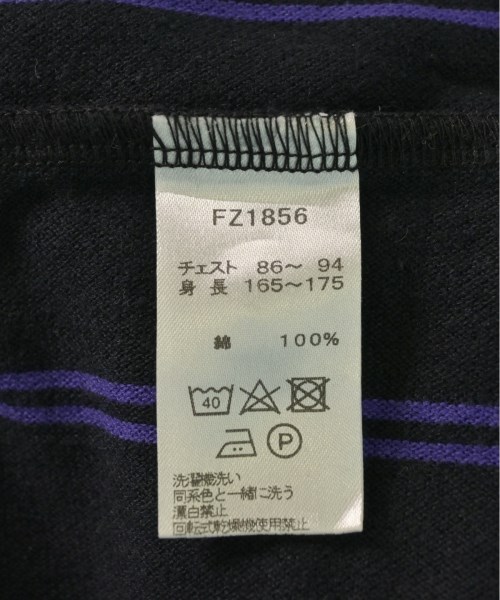 FZ1856
チェスト 86～ 94
身 長 165～175
綿 100%
40
P
洗濯機洗い
同系色と一緒に洗う
漂白禁止
回転式乾燥機使用禁止